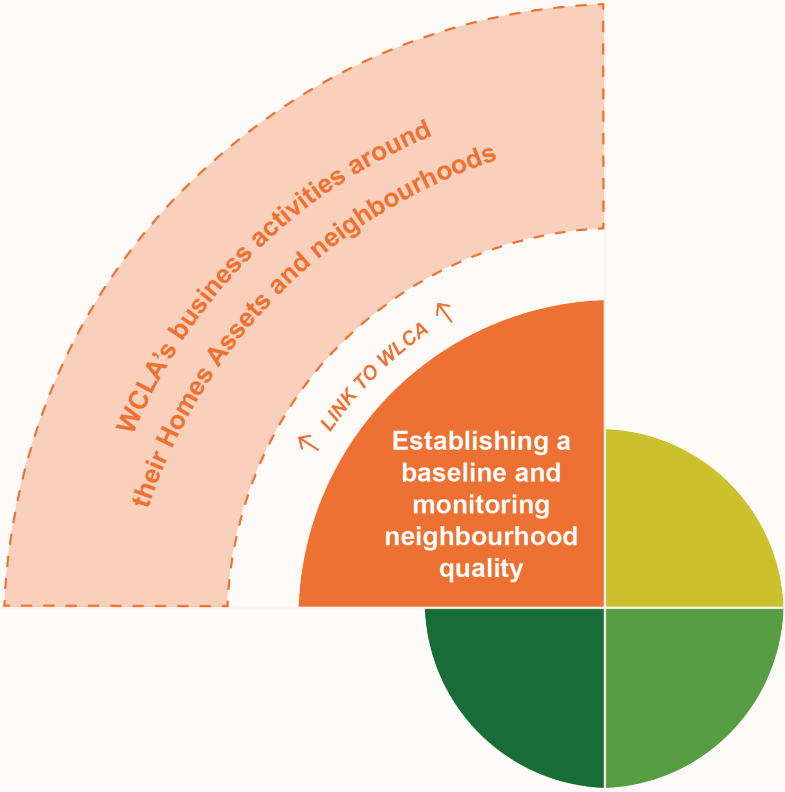 WCLA's business activities around
their Homes Assets and neighbourhoods
↑ LINK TO WLCA ↑
Establishing a
baseline and
monitoring
neighbourhood
quality